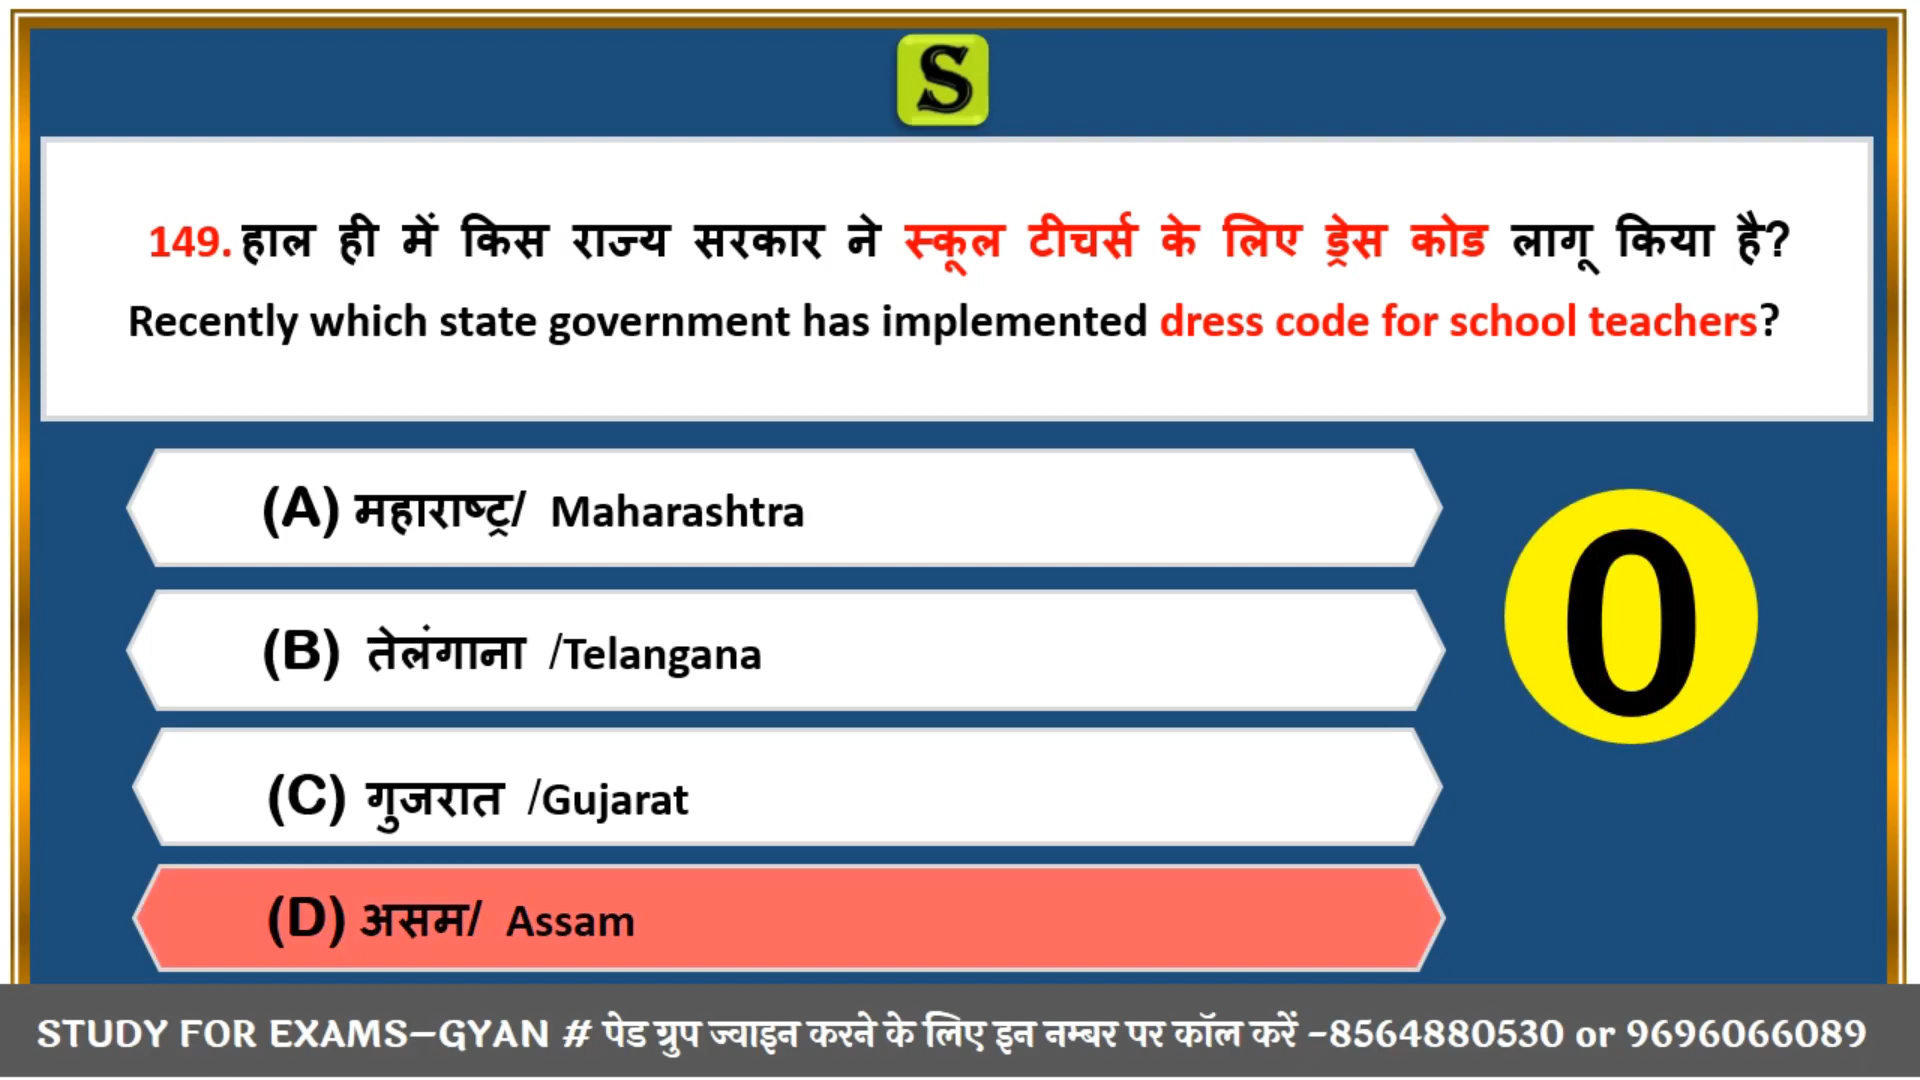 S
149. हाल ही में किस राज्य सरकार ने स्कूल टीचर्स के लिए ड्रेस कोड लागू किया है?
Recently which state government has implemented dress code for school teachers?
(A) महाराष्ट्र/ Maharashtra
(B) तेलंगाना /Telangana
0
(C) गुजरात /Gujarat
(D) असम/ Assam
STUDY FOR EXAMS–GYAN # पेड ग्रुप ज्वाइन करने के लिए इन नम्बर पर कॉल करें –8564880530 or 9696066089